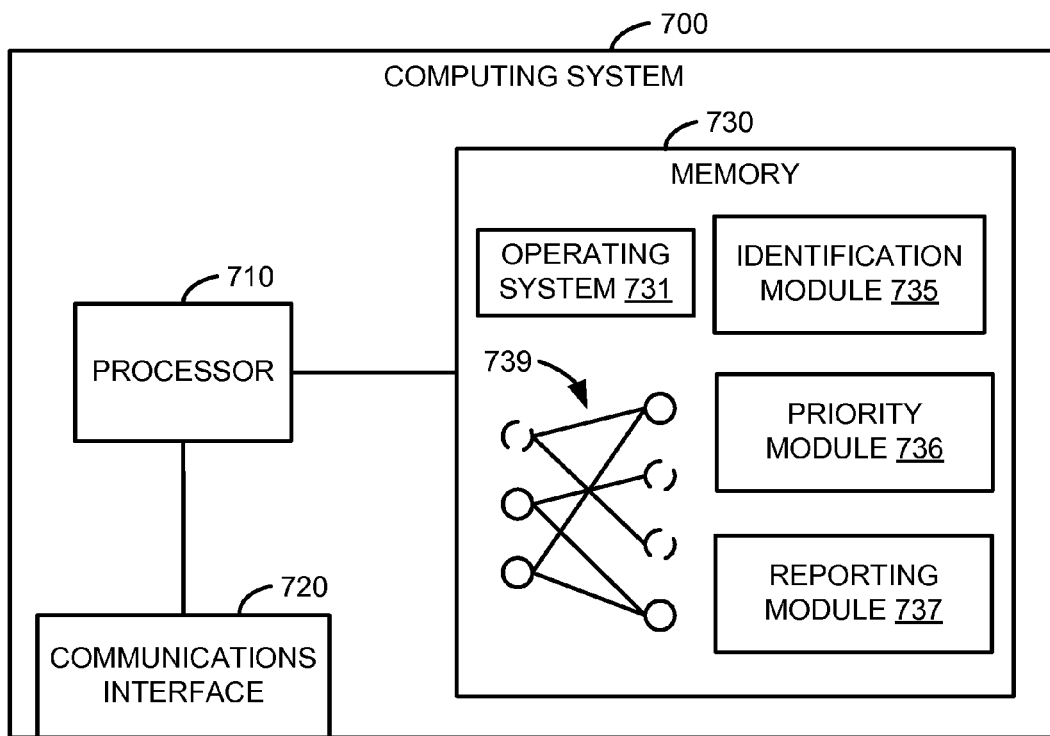 700
COMPUTING SYSTEM
730
MEMORY
OPERATING
SYSTEM 731
IDENTIFICATION
MODULE 735
710
PROCESSOR
739
PRIORITY
MODULE 736
REPORTING
MODULE 737
720
COMMUNICATIONS
INTERFACE